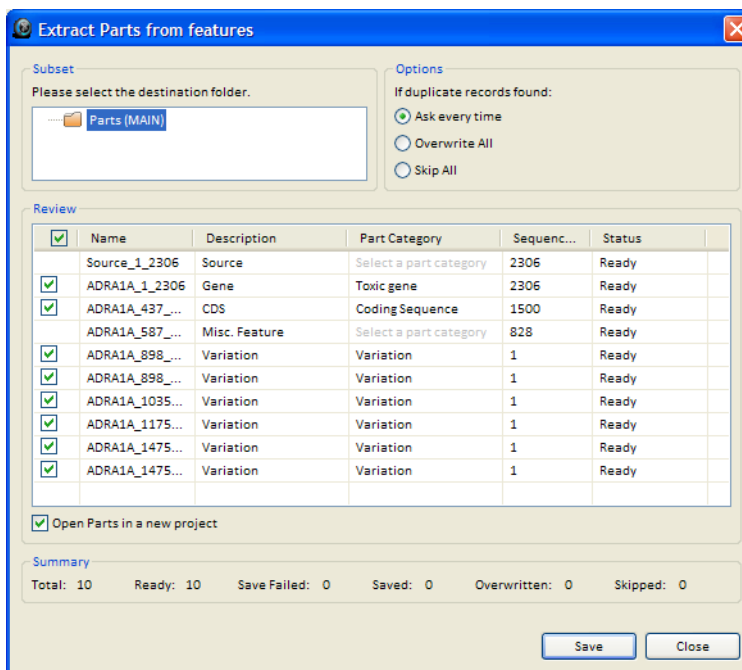 Extract Parts from features
Subset
Please select the destination folder.
Parts (MAIN)
Options
If duplicate records found:
Ask every time
Overwrite All
Skip All
Review
Name Description Part Category Sequenc... Status
Source_1_2306 Source Select a part category 2306 Ready
ADRA1A_1_2306 Gene Toxic gene 2306 Ready
ADRA1A_437_... CDS Coding Sequence 1500 Ready
ADRA1A_587_... Misc. Feature Select a part category 828 Ready
ADRA1A_898_... Variation Variation 1 Ready
ADRA1A_898_... Variation Variation 1 Ready
ADRA1A_1035... Variation Variation 1 Ready
ADRA1A_1175... Variation Variation 1 Ready
ADRA1A_1475... Variation Variation 1 Ready
ADRA1A_1475... Variation Variation 1 Ready
Open Parts in a new project
Summary
Total: 10 Ready: 10 Save Failed: 0 Saved: 0 Overwritten: 0 Skipped: 0
Save Close